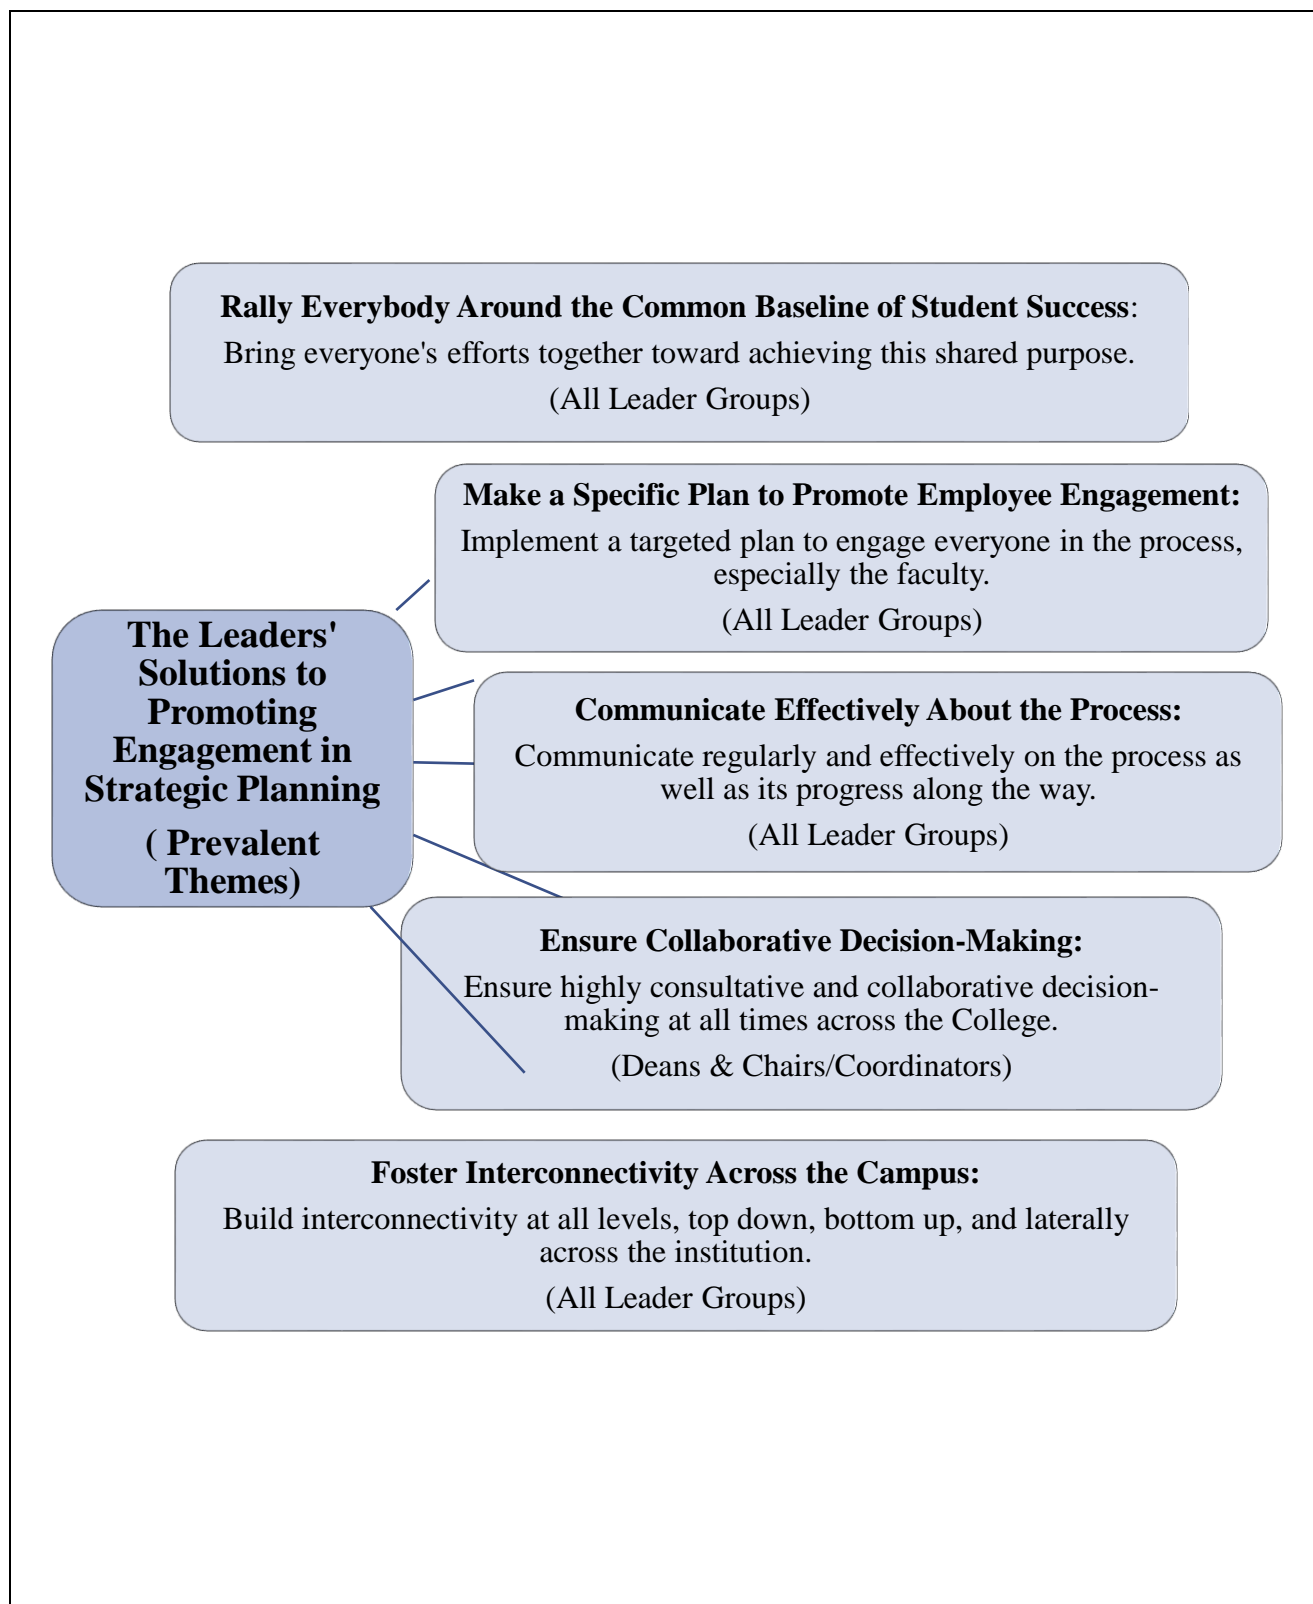 Rally Everybody Around the Common Baseline of Student Success:
Bring everyone's efforts together toward achieving this shared purpose.
(All Leader Groups)
Make a Specific Plan to Promote Employee Engagement:
Implement a targeted plan to engage everyone in the process,
especially the faculty.
(All Leader Groups)
The Leaders'
Solutions to
Promoting
Engagement in
Strategic Planning
( Prevalent
Themes)
Communicate Effectively About the Process:
Communicate regularly and effectively on the process as
well as its progress along the way.
(All Leader Groups)
Ensure Collaborative Decision-Making:
Ensure highly consultative and collaborative decision-
making at all times across the College.
(Deans & Chairs/Coordinators)
Foster Interconnectivity Across the Campus:
Build interconnectivity at all levels, top down, bottom up, and laterally
across the institution.
(All Leader Groups)